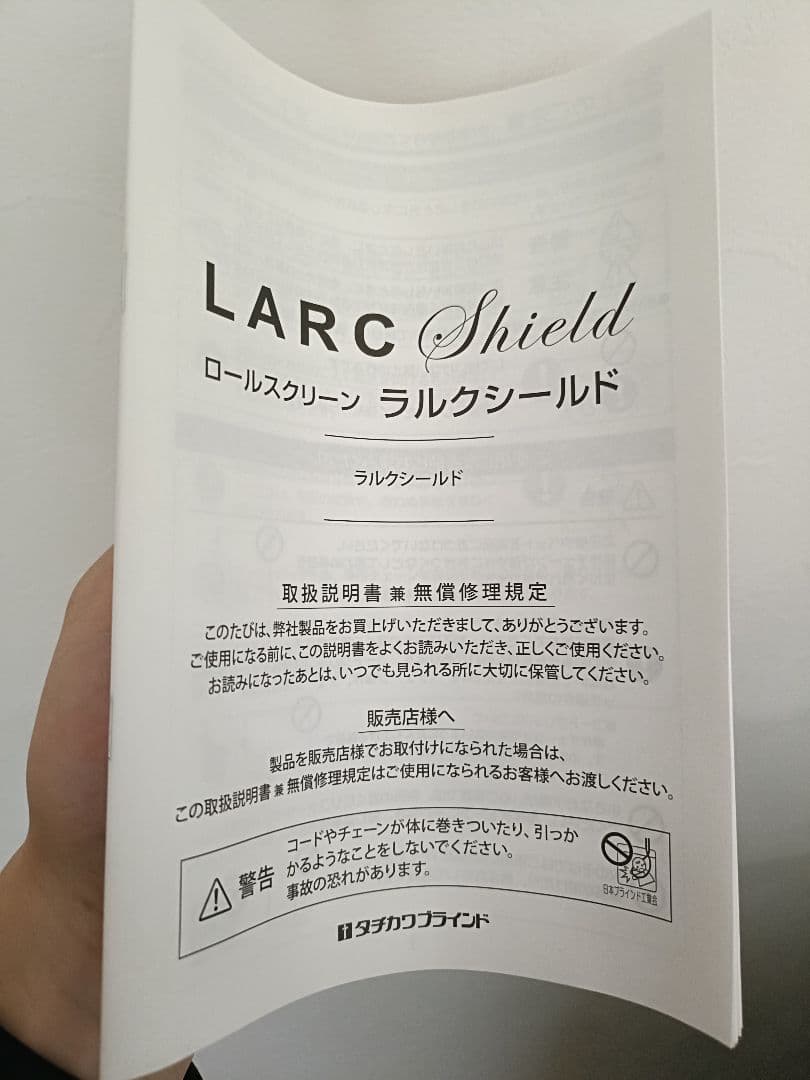 LARC Shield
ロールスクリーン ラルクシールド
ラルクシールド
取扱説明書 兼 無償修理規定
このたびは、弊社製品をお買上げいただきまして、ありがとうございます。
ご使用になる前に、この説明書をよくお読みいただき、正しくご使用ください。
お読みになったあとは、いつでも見られる所に大切に保管してください。
販売店様へ
製品を販売店様でお取付けになられた場合は、
この取扱説明書 兼 無償修理規定はご使用になられるお客様へお渡しください。
警告
コードやチェーンが体に巻きついたり、引っか
かるようなことをしないでください。
事故の恐れがあります。
日本ブラインド工業会
タチカワブラインド